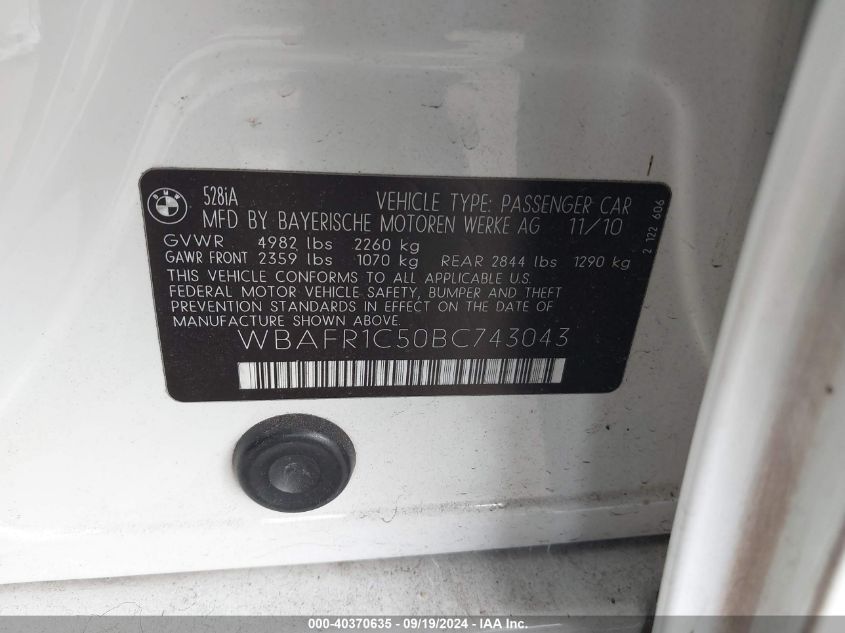 BMW
528iA
VEHICLE TYPE: PASSENGER CAR
MFD BY BAYERISCHE MOTOREN WERKE AG 11/10
GVWR 4982 lbs 2260 kg
GAWR FRONT 2359 lbs 1070 kg REAR 2844 lbs 1290 kg
THIS VEHICLE CONFORMS TO ALL APPLICABLE U.S.
FEDERAL MOTOR VEHICLE SAFETY, BUMPER AND THEFT
PREVENTION STANDARDS IN EFFECT ON THE DATE OF
MANUFACTURE SHOWN ABOVE.
WBAFR1C50BC743043
2 122 606
000-40370635 - 09/19/2024 - IAA Inc.